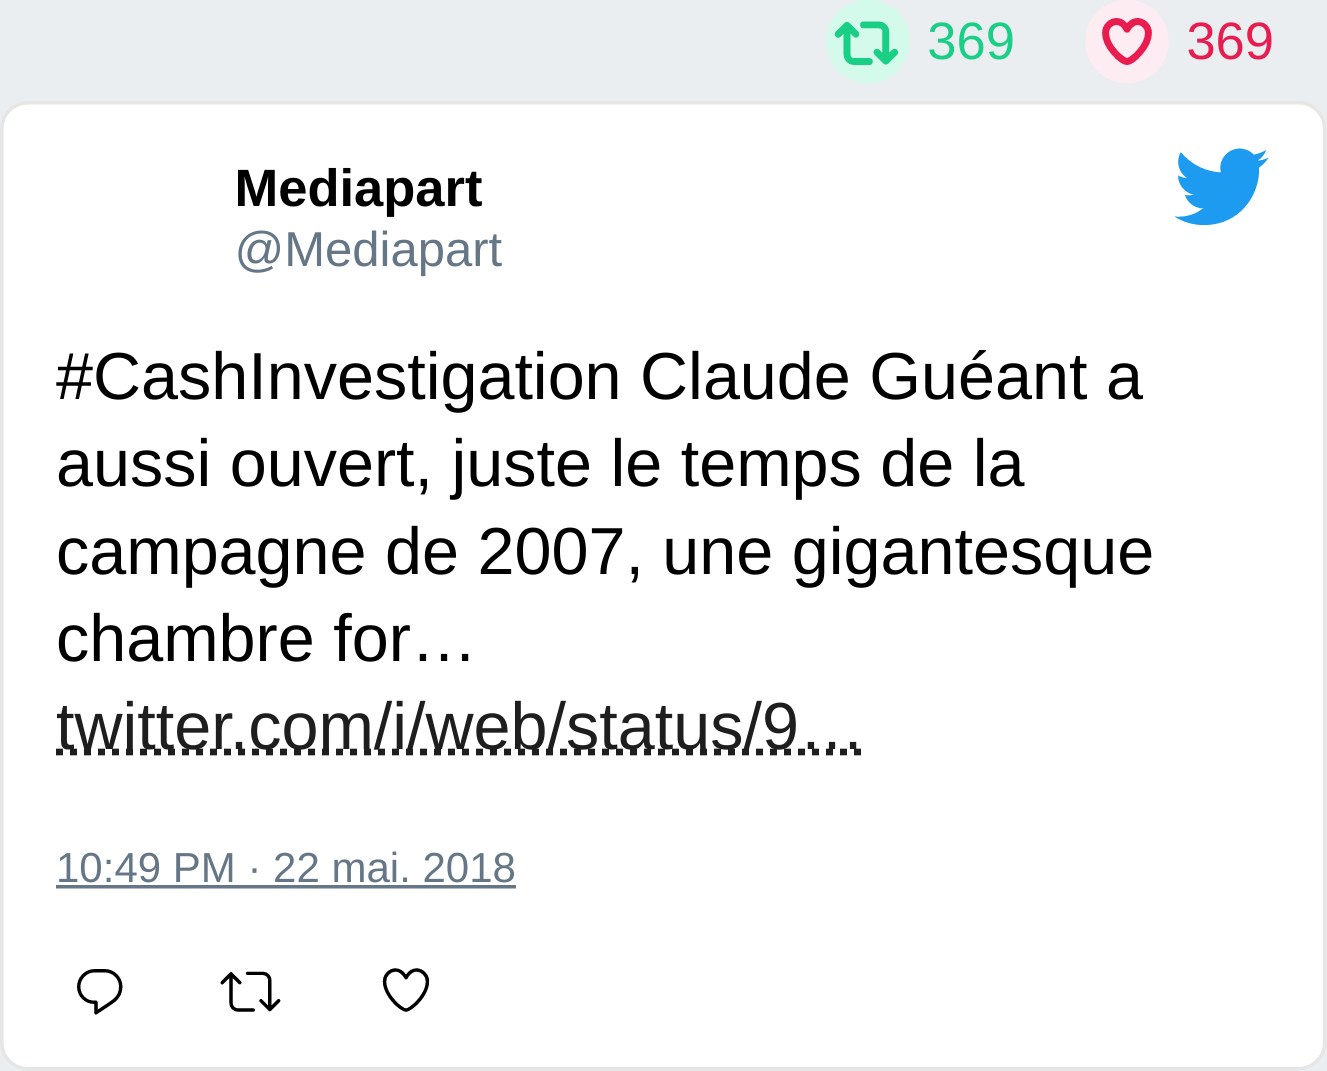 369 369
Mediapart
@Mediapart
#CashInvestigation Claude Guéant a
aussi ouvert, juste le temps de la
campagne de 2007, une gigantesque
chambre for…
twitter.com/i/web/status/9…
10:49 PM · 22 mai. 2018